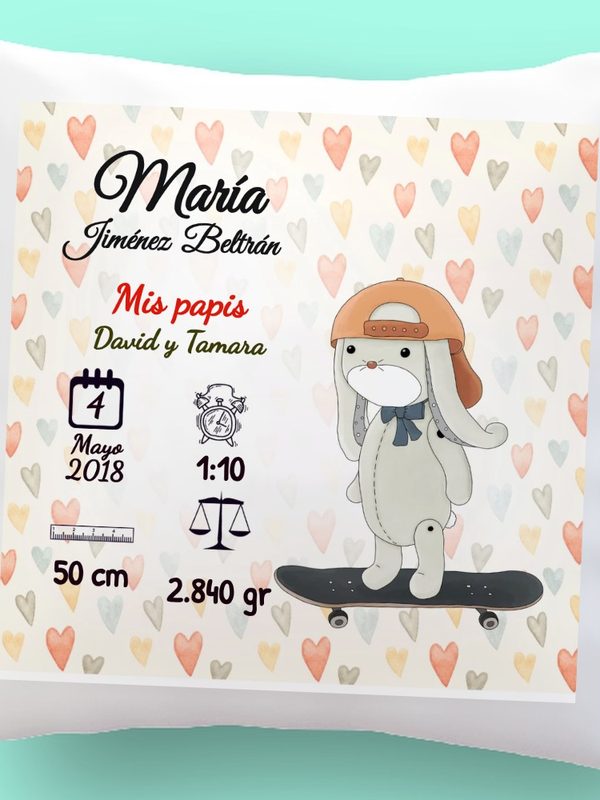 María
Jiménez Beltrán
Mis papis
David y Tamara
4
Mayo
2018
1:10
50 cm
2.840 gr